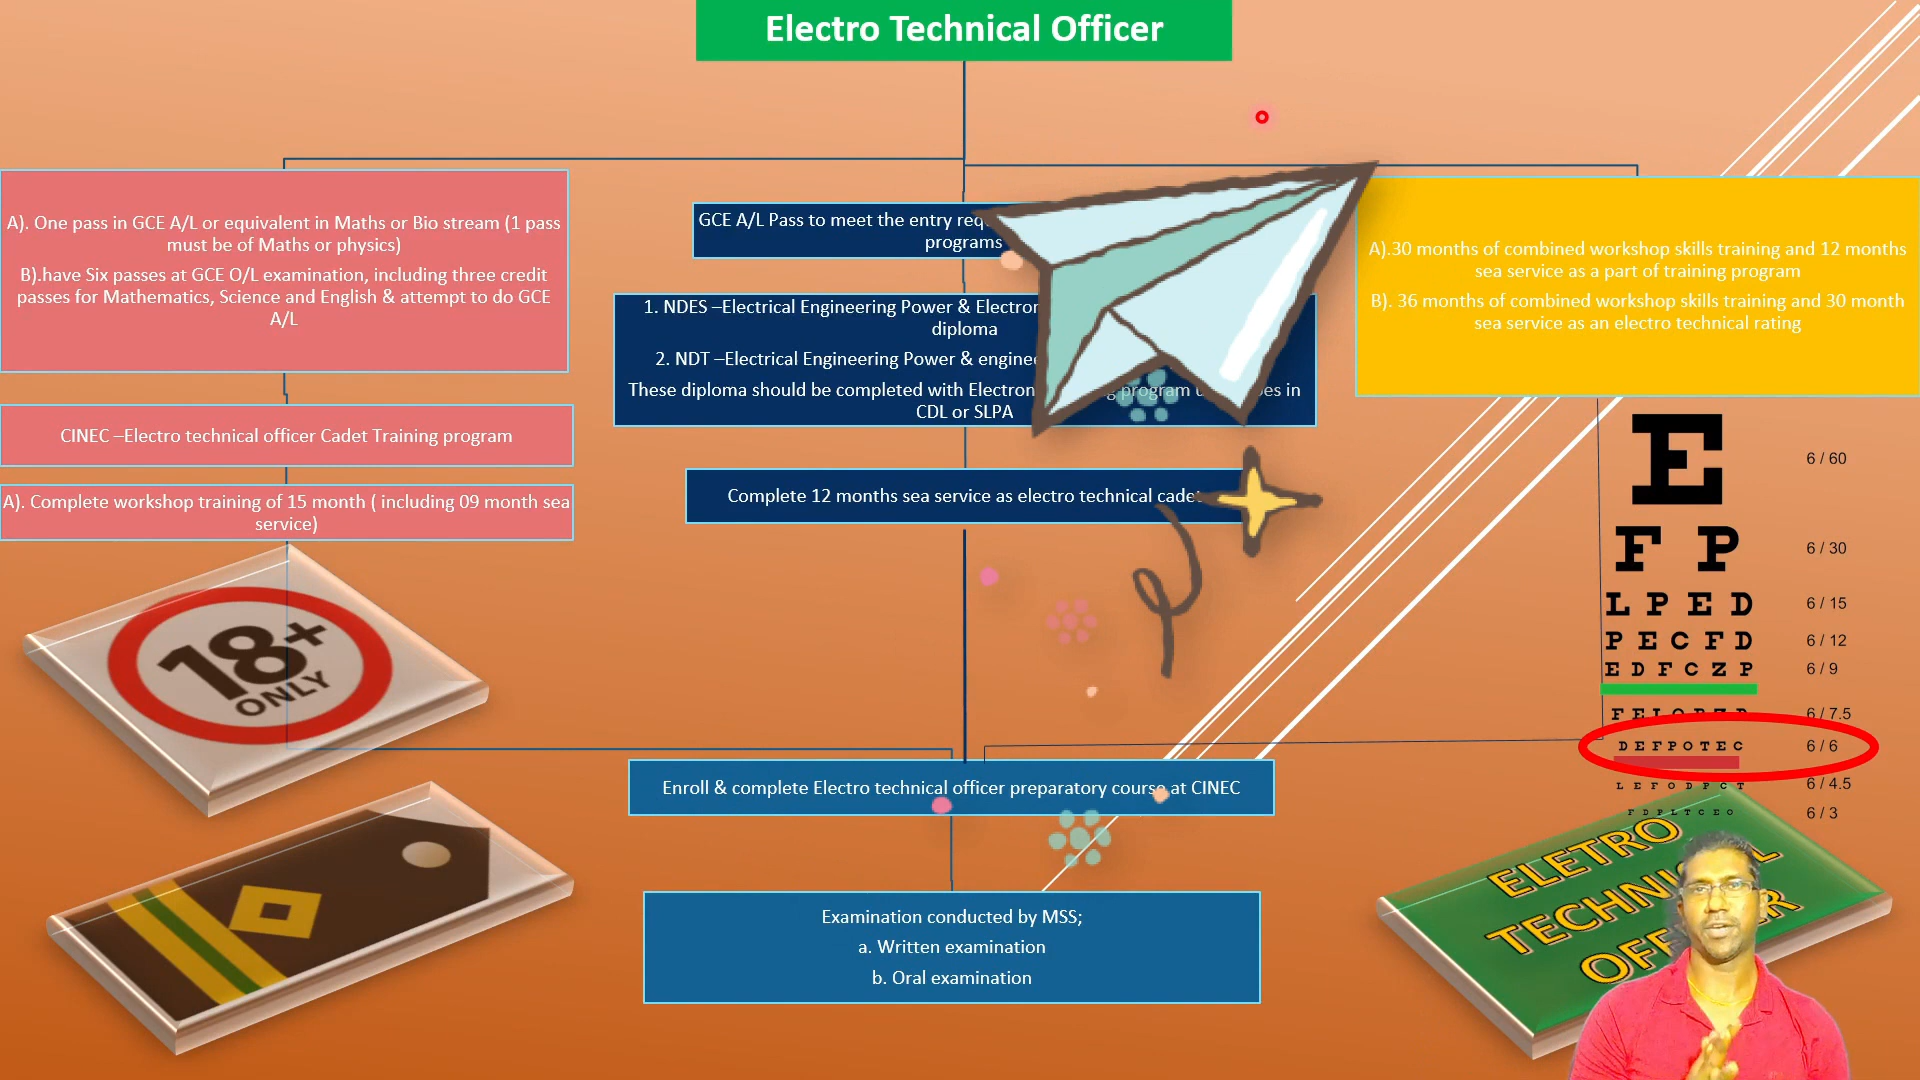 Electro Technical Officer
A). One pass in GCE A/L or equivalent in Maths or Bio stream (1 pass
must be of Maths or physics)
B).have Six passes at GCE O/L examination, including three credit
passes for Mathematics, Science and English & attempt to do GCE
A/L
CINEC –Electro technical officer Cadet Training program
A). Complete workshop training of 15 month ( including 09 month sea
service)
GCE A/L Pass to meet the entry
programs
1. NDES –Electrical Engineering Power &
diploma
2. NDT –Electrical Engineering Power &
These diploma should be completed with program in
CDL or SLPA
Complete 12 months sea service as electro technical cadet
A).30 months of combined workshop skills training and 12 months
sea service as a part of training program
B). 36 months of combined workshop skills training and 30 month
sea service as an electro technical rating
Enroll & complete Electro technical officer preparatory course at CINEC
Examination conducted by MSS;
a. Written examination
b. Oral examination
18+
ONLY
E 6 / 60
F P 6 / 30
L P E D 6 / 15
P E C F D 6 / 12
E D F C Z P 6 / 9
6 / 7.5
D E F P O T E C 6 / 6
L E F O D P C T 6 / 4.5
F D P L T C E O 6 / 3
ELETRO